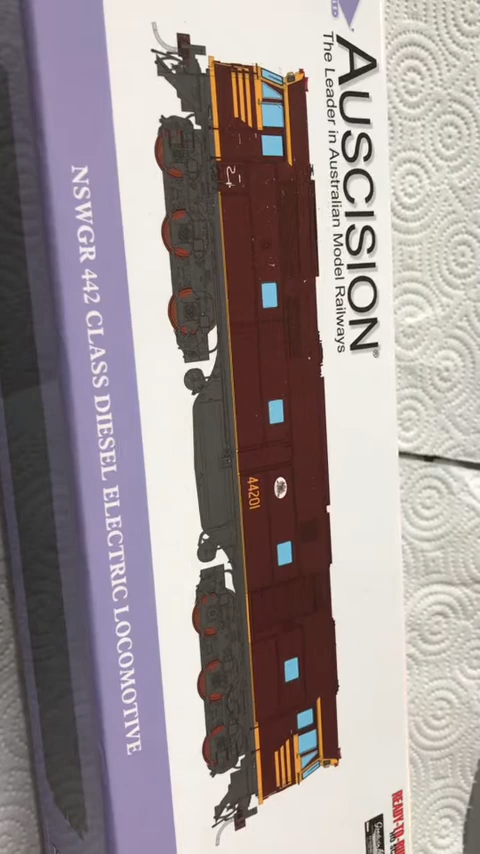 AUSCISION®
The Leader in Australian Model Railways
44201
NSWGR 442 CLASS DIESEL ELECTRIC LOCOMOTIVE